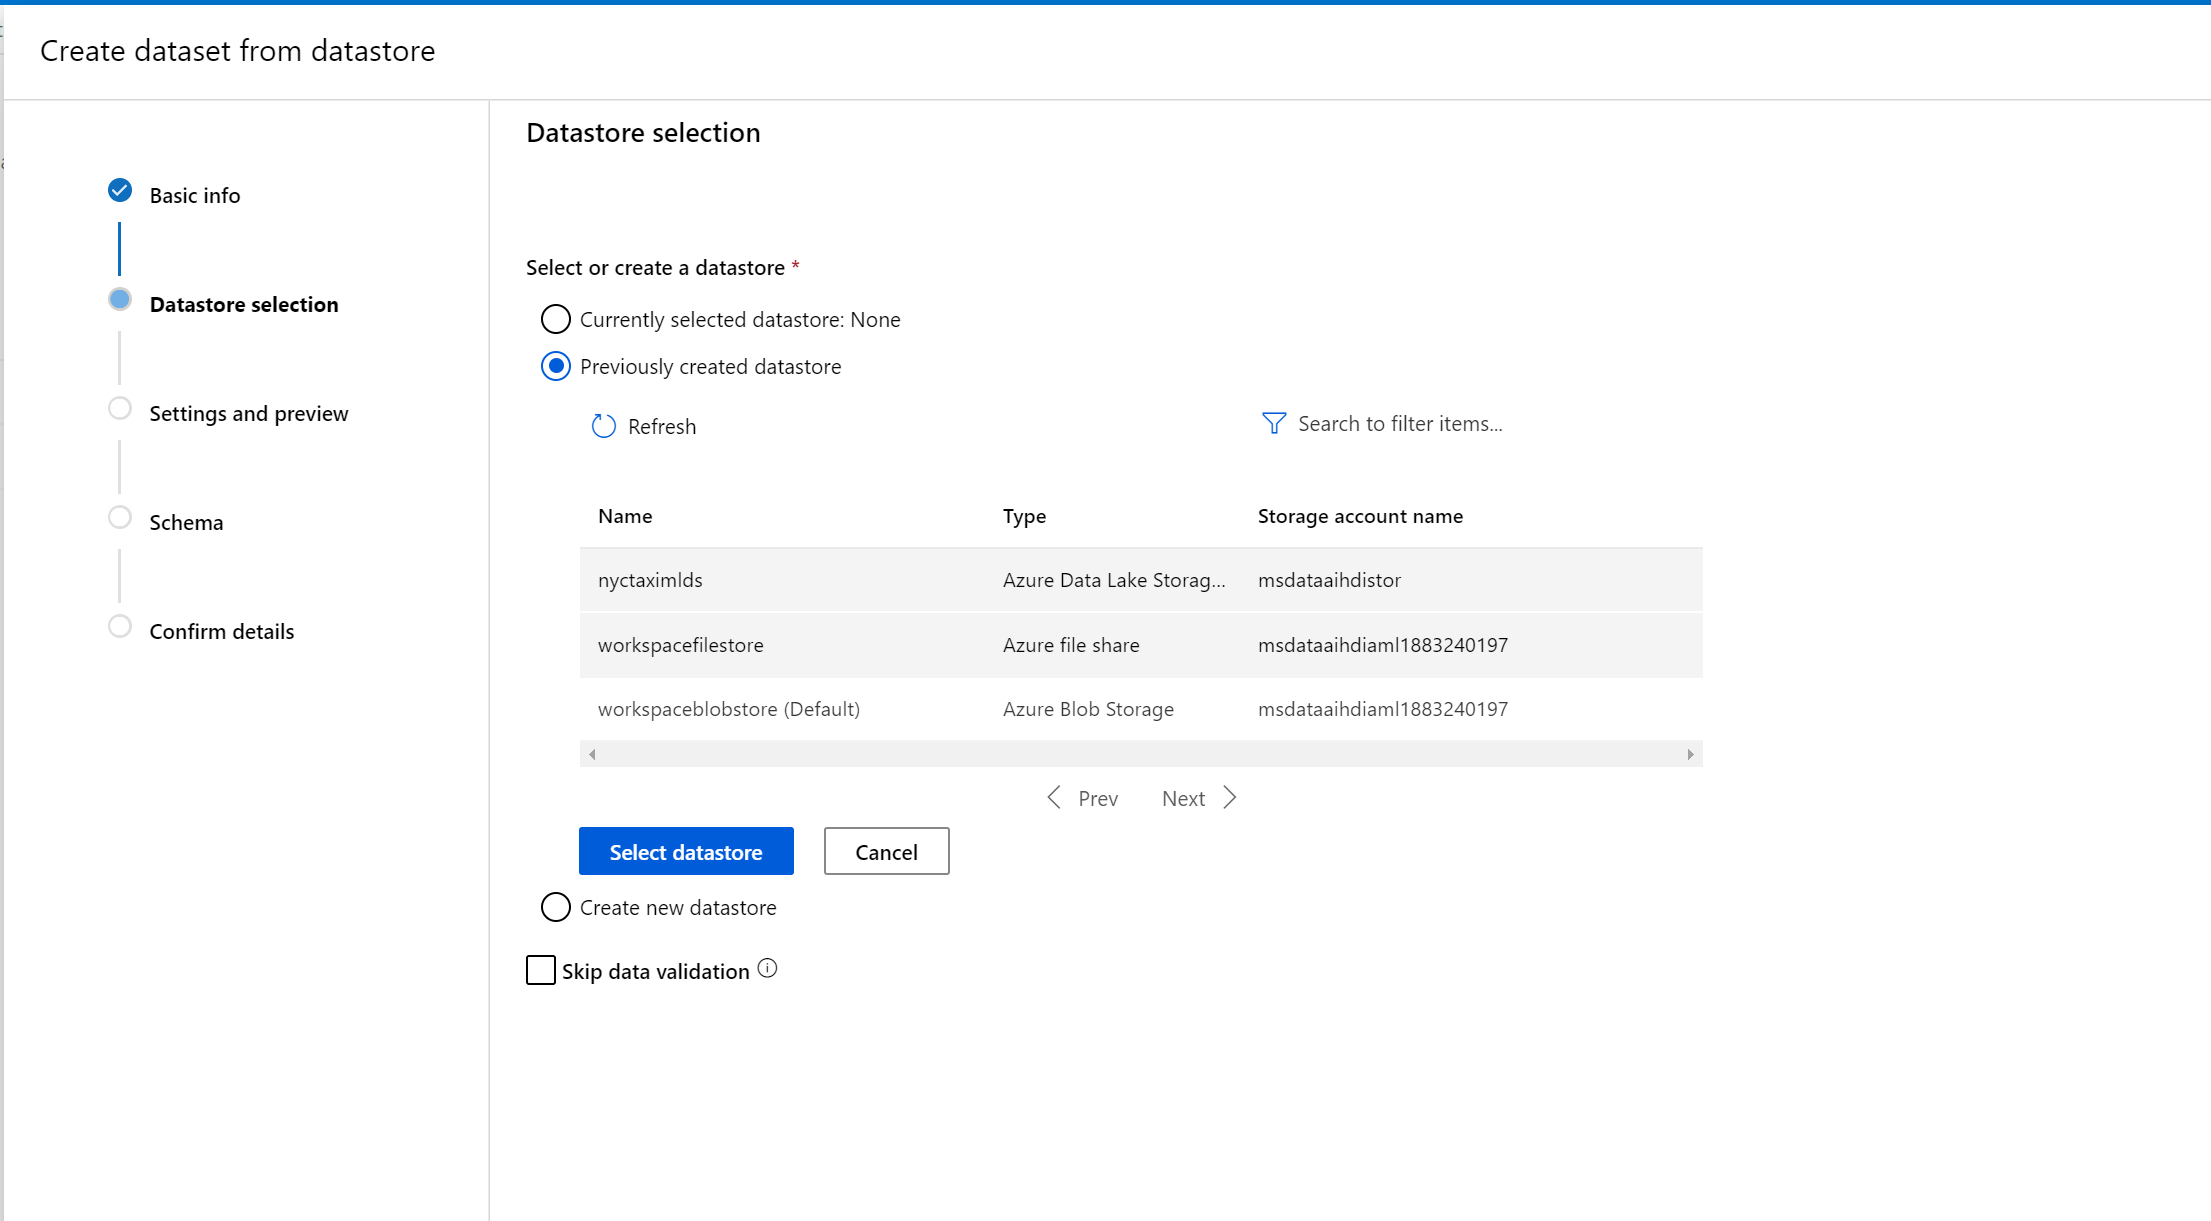 Create dataset from datastore
Basic info
Datastore selection
Settings and preview
Schema
Confirm details
Datastore selection
Select or create a datastore *
Currently selected datastore: None
Previously created datastore
Refresh
Search to filter items...
Name Type Storage account name
nyctaximlds Azure Data Lake Storag... msdataaihdistor
workspacefilestore Azure file share msdataaihdiaml1883240197
workspaceblobstore (Default) Azure Blob Storage msdataaihdiaml1883240197
Prev Next
Select datastore Cancel
Create new datastore
Skip data validation